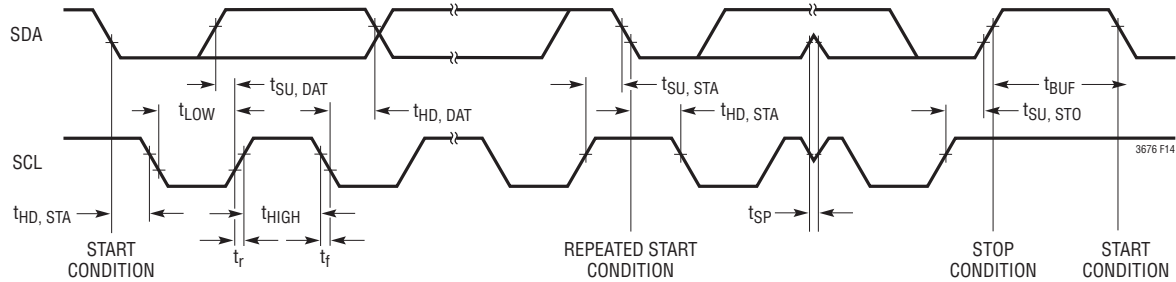 SDA
tSU, DAT
tSU, STA
tBUF
tLOW
tHD, DAT
tHD, STA
tSU, STO
SCL
3676 F14
tHD, STA
tHIGH
tSP
tr
tf
START
CONDITION
REPEATED START
CONDITION
STOP
CONDITION
START
CONDITION